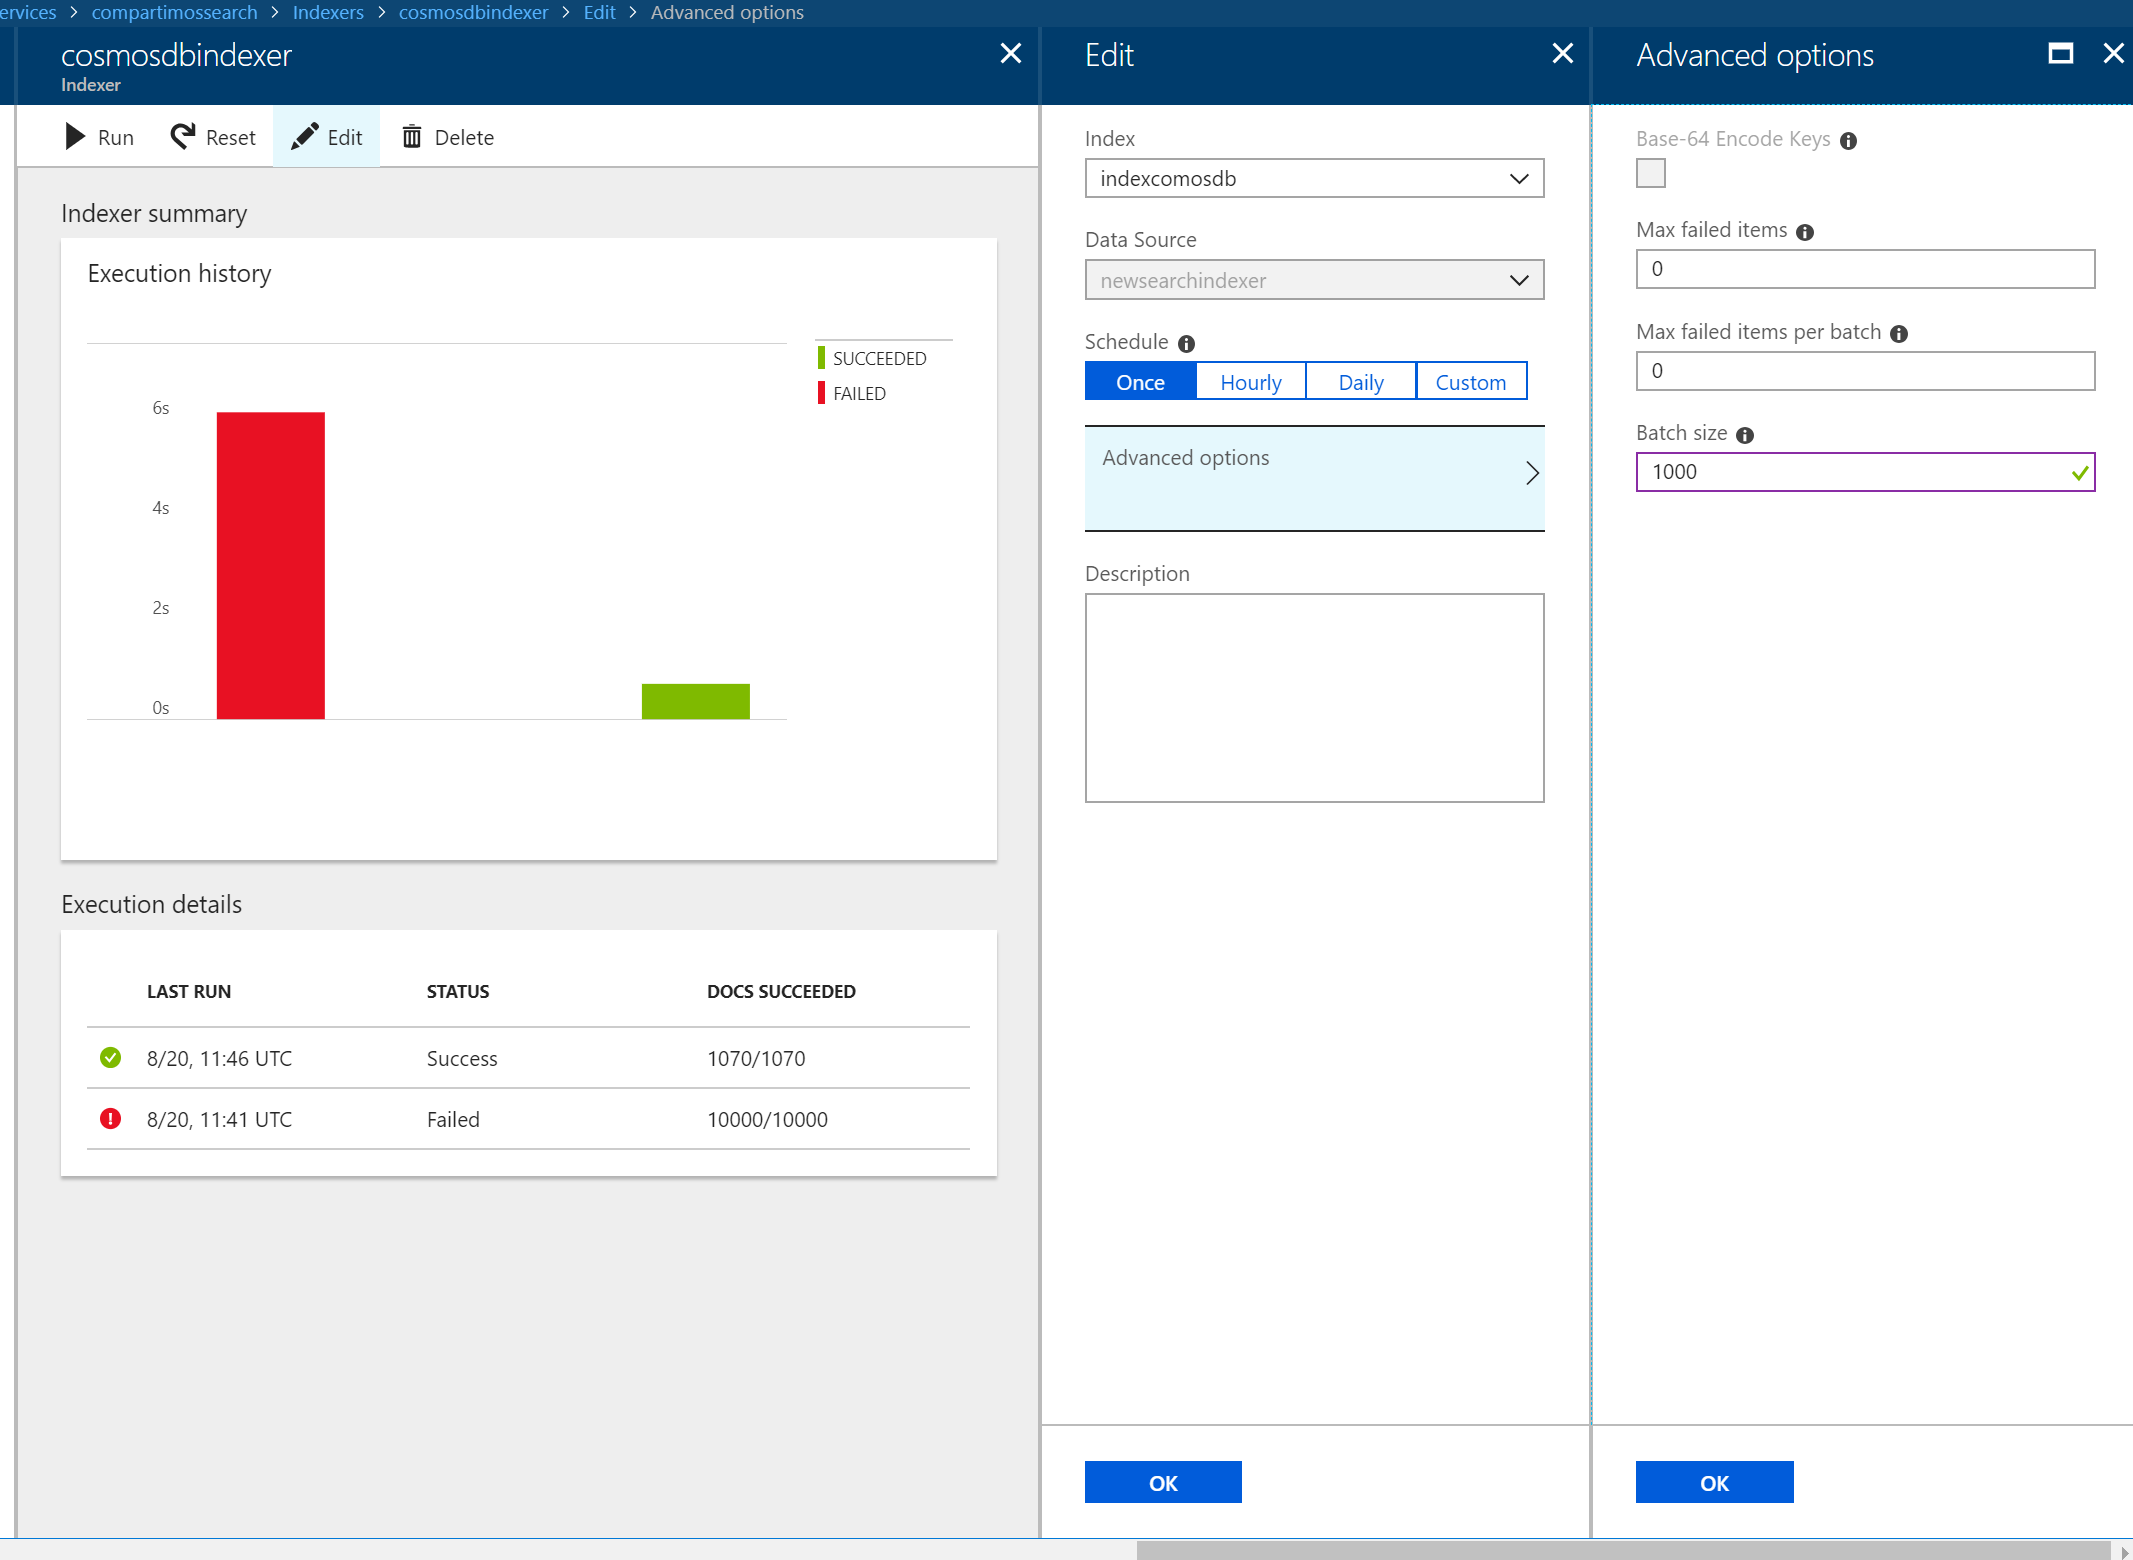 ervices > compartimossearch > Indexers > cosmosdbindexer > Edit > Advanced options
cosmosdbindexer
Indexer
Run Reset Edit Delete
Indexer summary
Execution history
SUCCEEDED
FAILED
6s
4s
2s
0s
Execution details
LAST RUN STATUS DOCS SUCCEEDED
8/20, 11:46 UTC Success 1070/1070
8/20, 11:41 UTC Failed 10000/10000
Edit
Index
indexcomosdb
Data Source
newsearchindexer
Schedule
Once Hourly Daily Custom
Advanced options
Description
OK
Advanced options
Base-64 Encode Keys
Max failed items
0
Max failed items per batch
0
Batch size
1000
OK